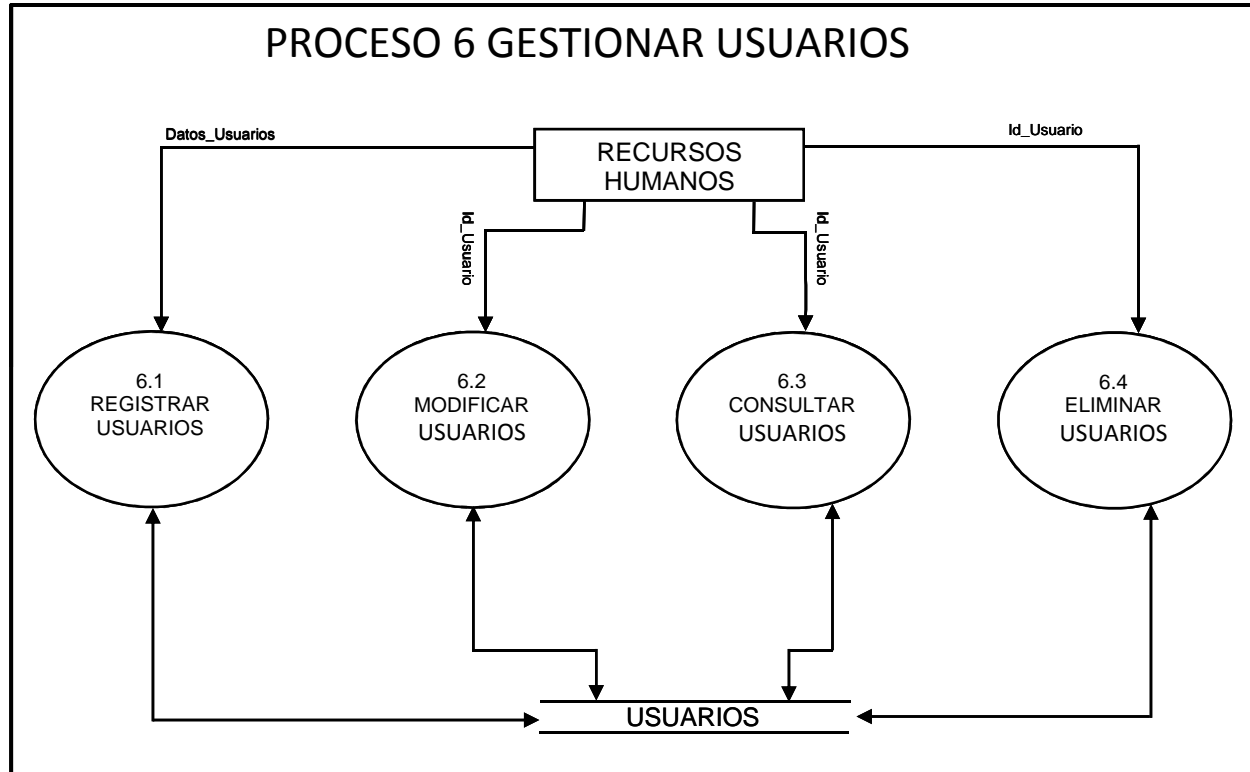 PROCESO 6 GESTIONAR USUARIOS
Datos_Usuarios
Id_Usuario
RECURSOS
HUMANOS
Id_Usuario
Id_Usuario
6.1
REGISTRAR
USUARIOS
6.2
MODIFICAR
USUARIOS
6.3
CONSULTAR
USUARIOS
6.4
ELIMINAR
USUARIOS
USUARIOS